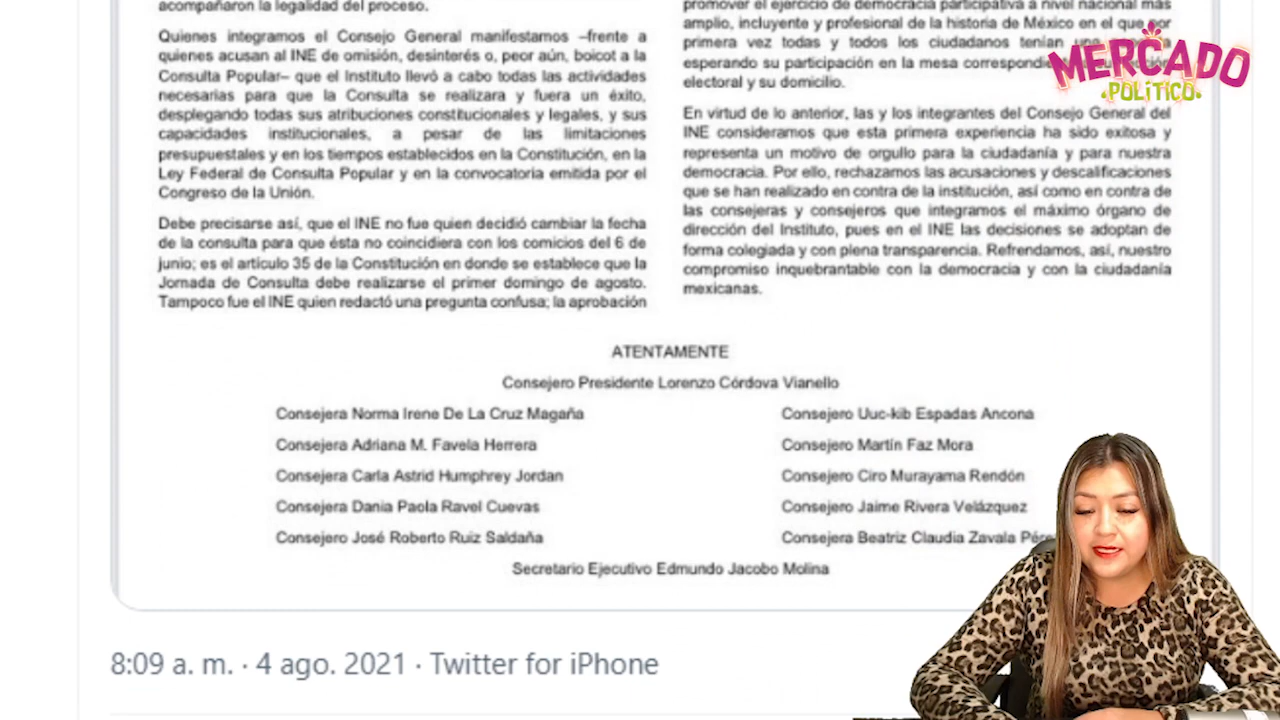 acompañaron la legalidad del proceso.
Quienes integramos el Consejo General manifestamos –frente a
quienes acusan al INE de omisión, desinterés o, peor aún, boicot a la
Consulta Popular– que el Instituto llevó a cabo todas las actividades
necesarias para que la Consulta se realizara y fuera un éxito,
desplegando todas sus atribuciones constitucionales y legales, y sus
capacidades institucionales, a pesar de las limitaciones
presupuestales y en los tiempos establecidos en la Constitución, en la
Ley Federal de Consulta Popular y en la convocatoria emitida por el
Congreso de la Unión.
Debe precisarse así, que el INE no fue quien decidió cambiar la fecha
de la consulta para que ésta no coincidiera con los comicios del 6 de
junio; es el artículo 35 de la Constitución en donde se establece que la
Jornada de Consulta debe realizarse el primer domingo de agosto.
Tampoco fue el INE quien redactó una pregunta confusa; la aprobación
promover el ejercicio de democracia participativa a nivel nacional más
amplio, incluyente y profesional de la historia de México en el que por
primera vez todas y todos los ciudadanos tenían
esperando su participación en la mesa
electoral y su domicilio.
En virtud de lo anterior, las y los integrantes del Consejo General del
INE consideramos que esta primera experiencia ha sido exitosa y
representa un motivo de orgullo para la ciudadanía y para nuestra
democracia. Por ello, rechazamos las acusaciones y descalificaciones
que se han realizado en contra de la institución, así como en contra de
las consejeras y consejeros que integramos el máximo órgano de
dirección del Instituto, pues en el INE las decisiones se adoptan de
forma colegiada y con plena transparencia. Refrendamos, así, nuestro
compromiso inquebrantable con la democracia y con la ciudadanía
mexicanas.
MERCADO
POLÍTICO
ATENTAMENTE
Consejero Presidente Lorenzo Córdova Vianello
Consejera Norma Irene De La Cruz Magaña
Consejera Adriana M. Favela Herrera
Consejera Carla Astrid Humphrey Jordan
Consejera Dania Paola Ravel Cuevas
Consejero José Roberto Ruiz Saldaña
Consejero Uuc-kib Espadas Ancona
Consejero Martín Faz Mora
Consejero Ciro Murayama Rendón
Consejero Jaime Rivera Velázquez
Consejera Beatriz Claudia Zavala
Secretario Ejecutivo Edmundo Jacobo Molina
8:09 a. m. · 4 ago. 2021 · Twitter for iPhone